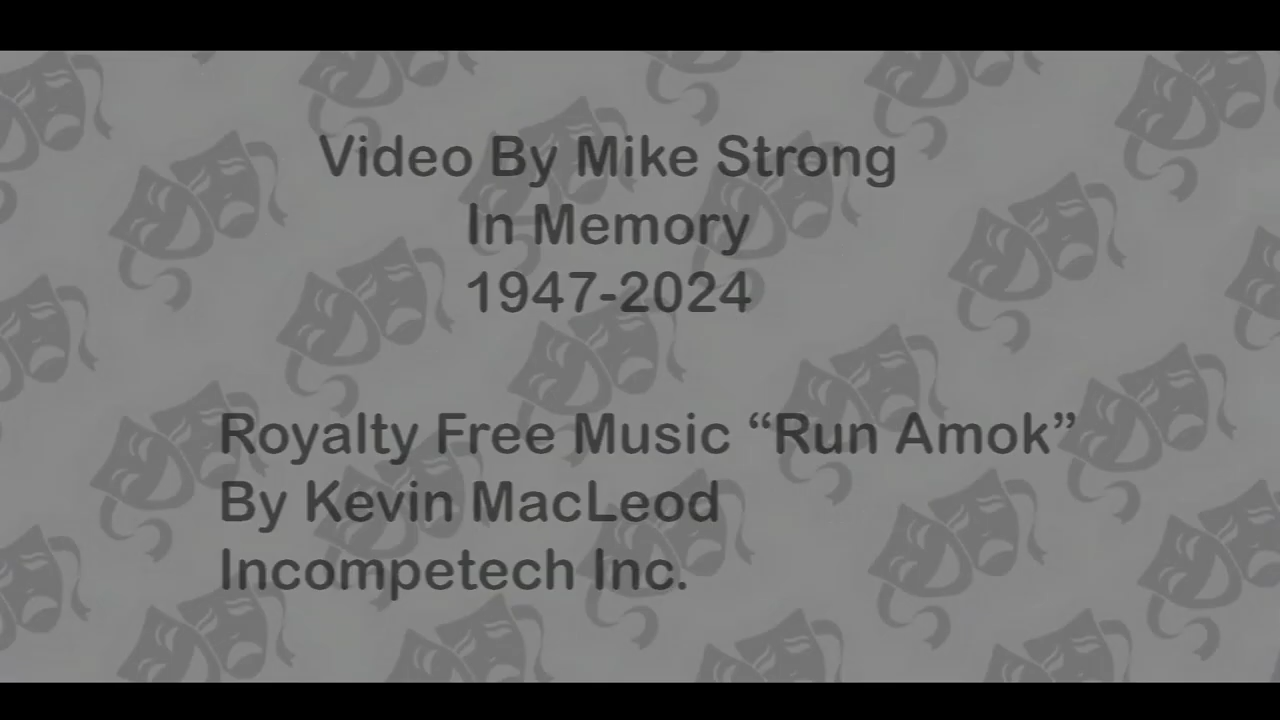 Video By Mike Strong
In Memory
1947-2024
Royalty Free Music “Run Amok”
By Kevin MacLeod
Incompetech Inc.